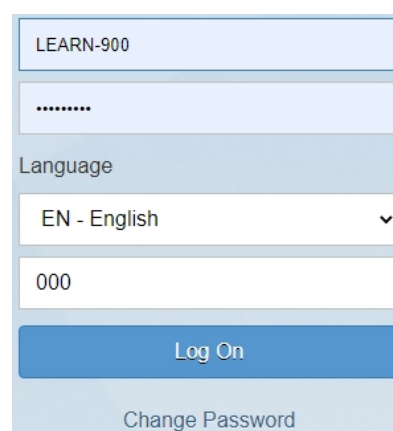 LEARN-900
•••••••••
Language
EN - English
000
Log On
Change Password